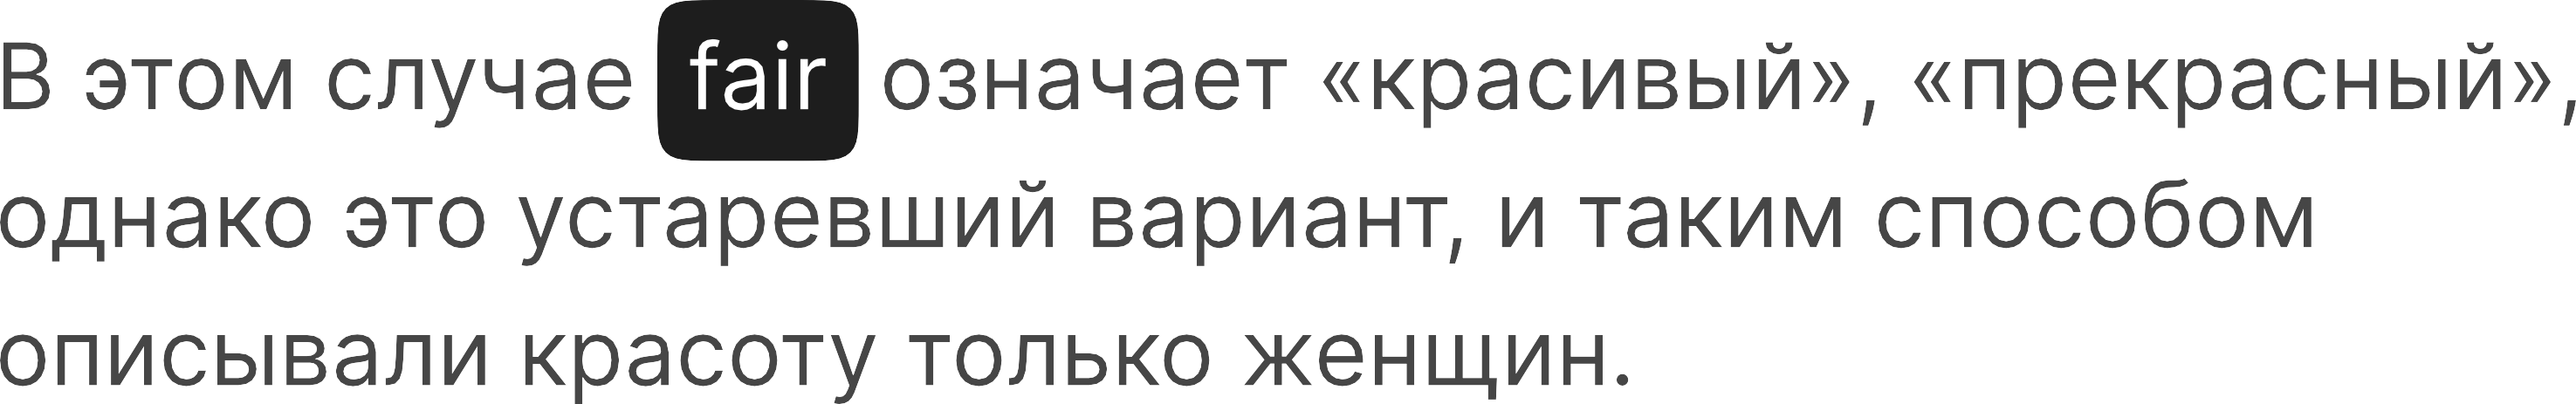 В этом случае fair означает «красивый», «прекрасный»,
однако это устаревший вариант, и таким способом
описывали красоту только женщин.